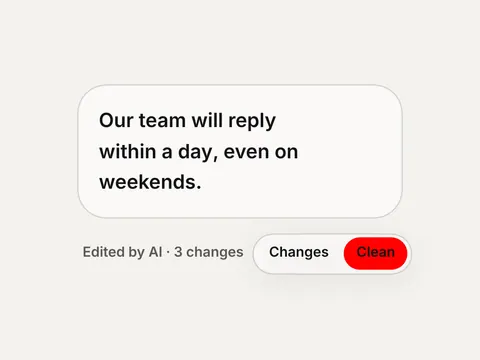 Our team will reply
within a day, even on
weekends.
Edited by AI · 3 changes Changes Clean